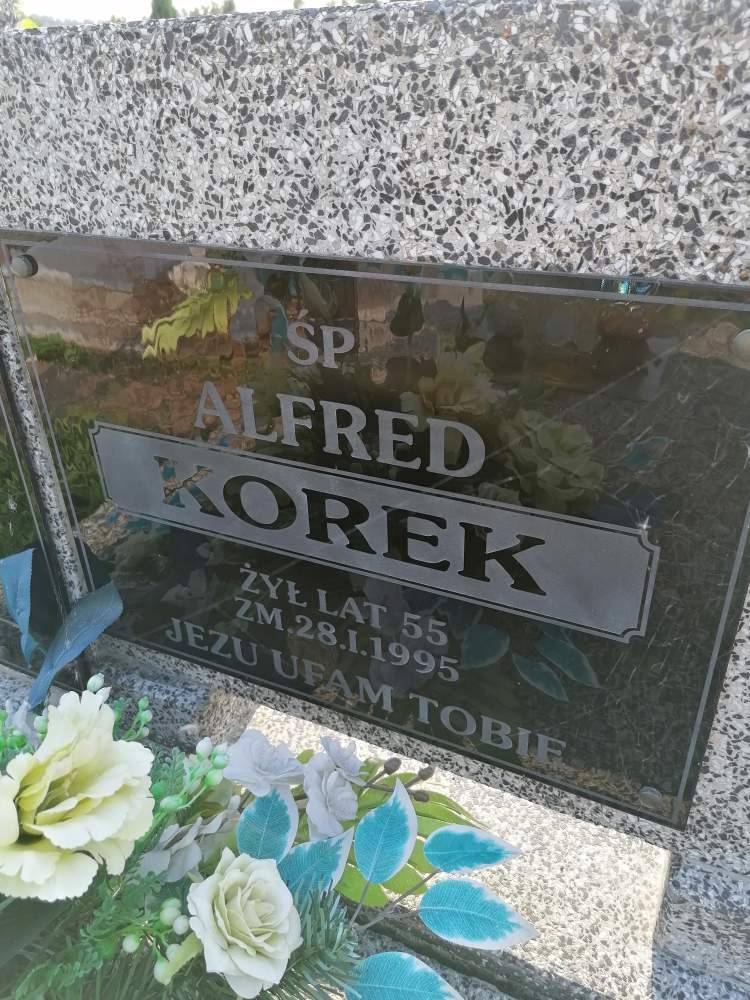 ŚP
ALFRED
KOREK
ŻYŁ LAT 55
ZM.28.I.1995
JEZU UFAM TOBIE